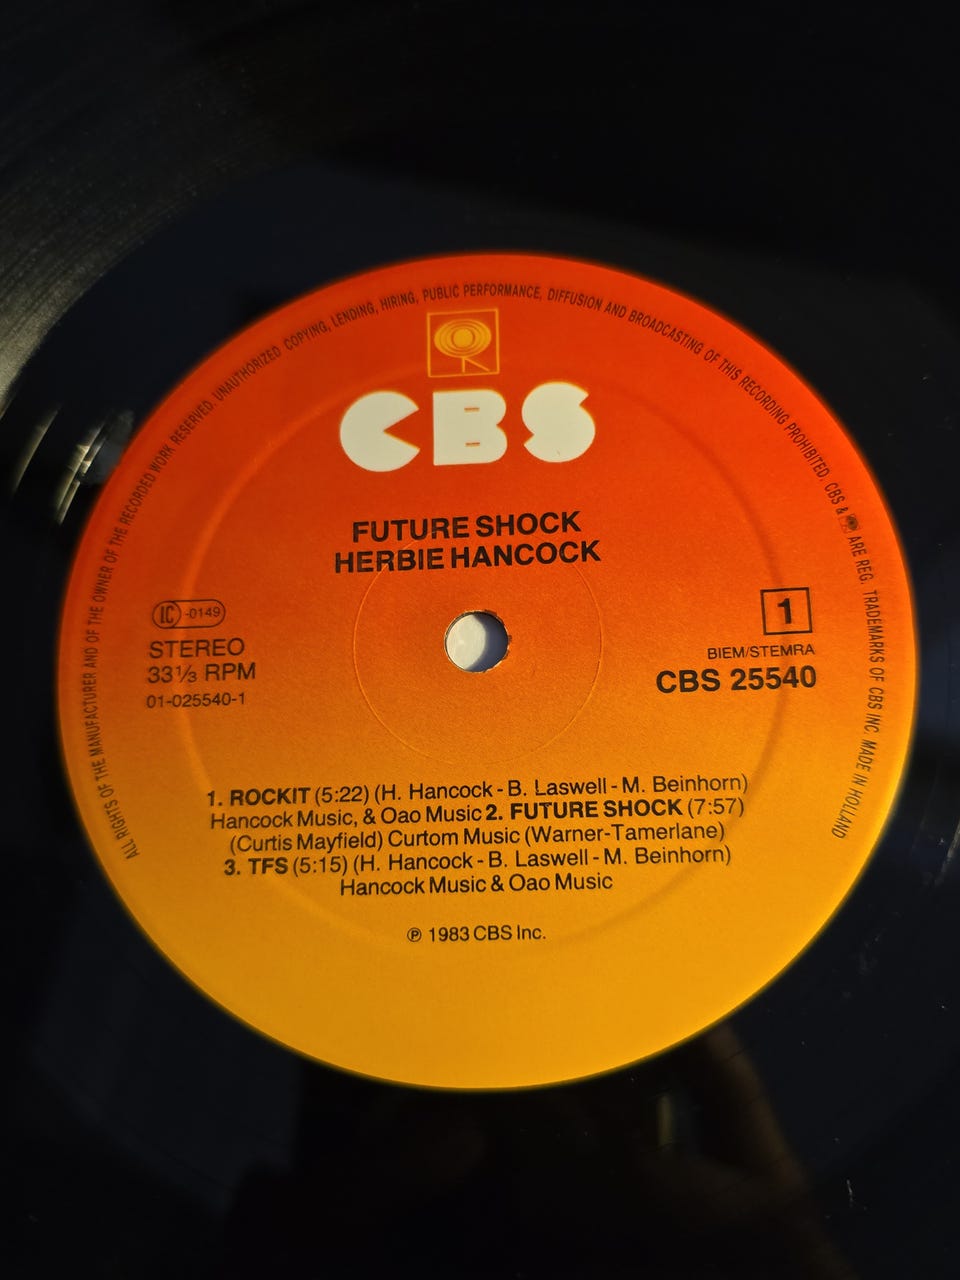 ALL RIGHTS OF THE MANUFACTURER AND OF THE OWNER OF THE RECORDED WORK RESERVED. UNAUTHORIZED COPYING, LENDING, HIRING, PUBLIC PERFORMANCE, DIFFUSION AND BROADCASTING OF THIS RECORDING PROHIBITED. CBS & ARE REG. TRADEMARKS OF CBS INC. MADE IN HOLLAND
CBS
FUTURE SHOCK
HERBIE HANCOCK
LC -0149
STEREO
33⅓ RPM
01-025540-1
1
BIEM/STEMRA
CBS 25540
1. ROCKIT (5:22) (H. Hancock - B. Laswell - M. Beinhorn)
Hancock Music, & Oao Music 2. FUTURE SHOCK (7:57)
(Curtis Mayfield) Curtom Music (Warner-Tamerlane)
3. TFS (5:15) (H. Hancock - B. Laswell - M. Beinhorn)
Hancock Music & Oao Music
℗ 1983 CBS Inc.